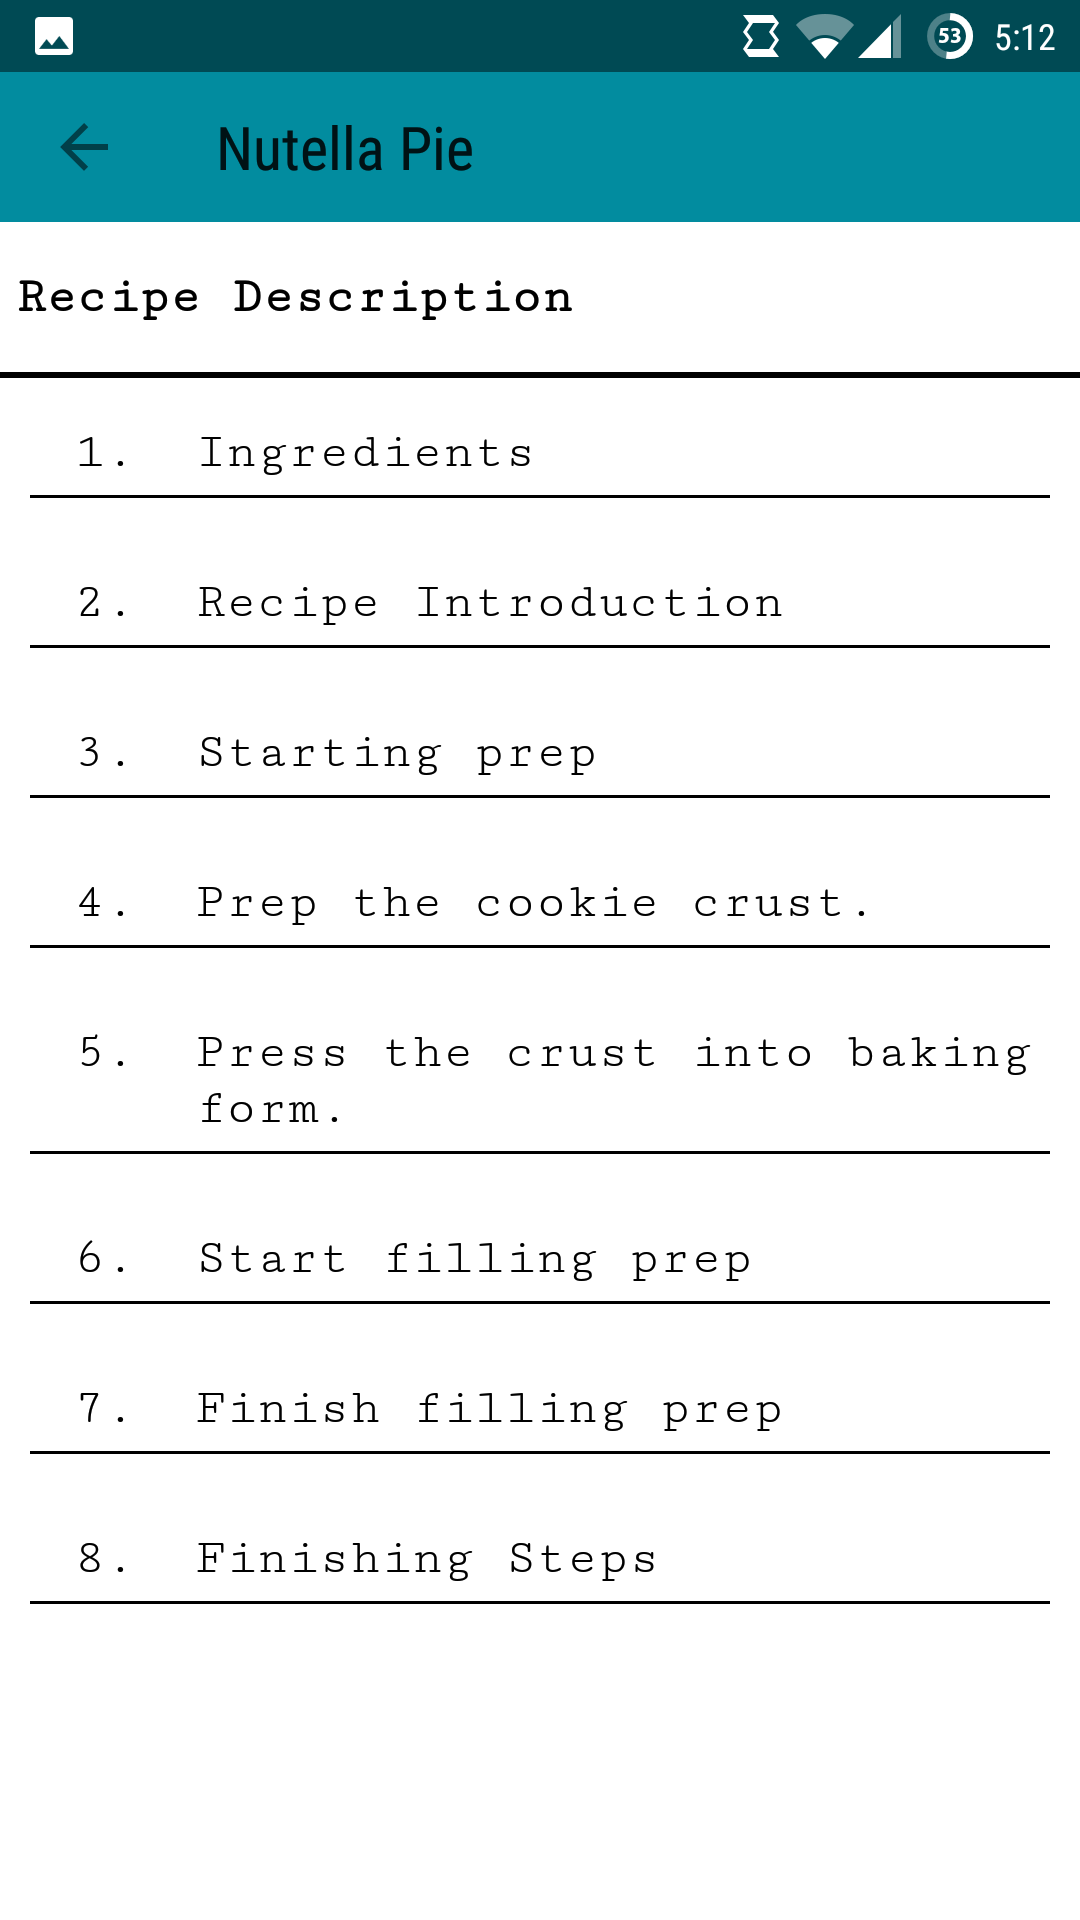 53 5:12
Nutella Pie
Recipe Description
1. Ingredients
2. Recipe Introduction
3. Starting prep
4. Prep the cookie crust.
5. Press the crust into baking
form.
6. Start filling prep
7. Finish filling prep
8. Finishing Steps